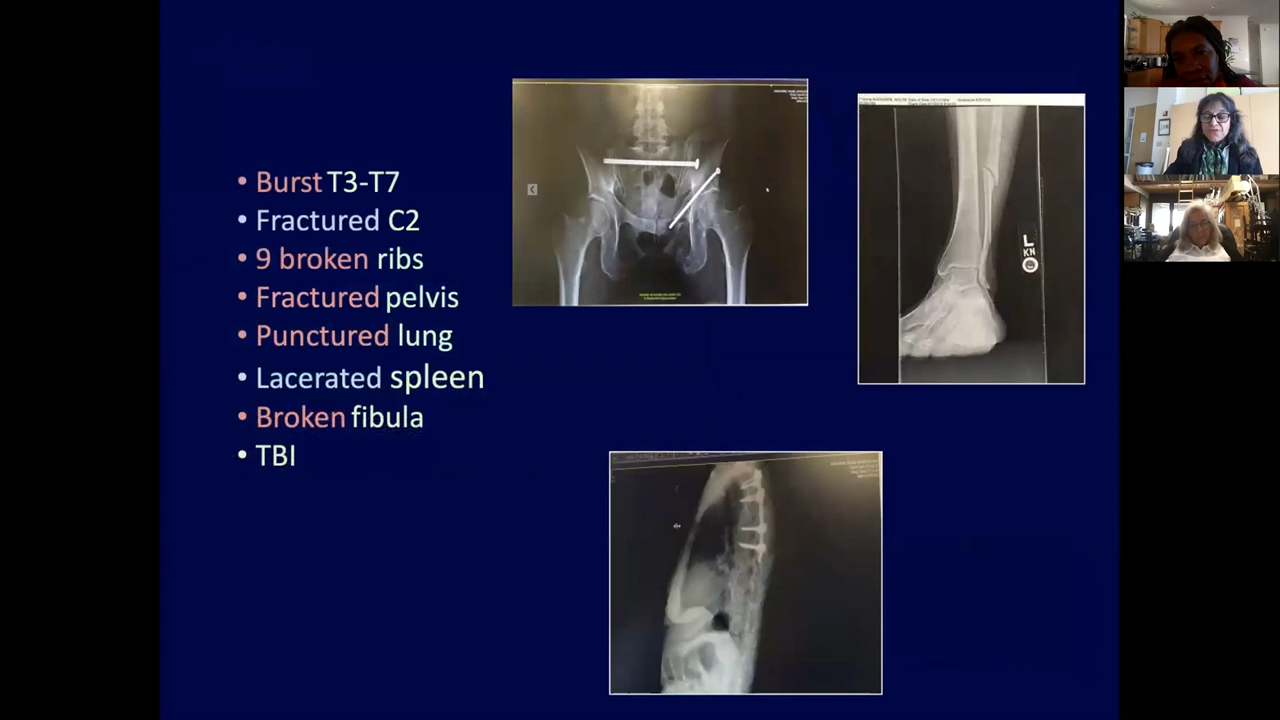 • Burst T3-T7
• Fractured C2
• 9 broken ribs
• Fractured pelvis
• Punctured lung
• Lacerated spleen
• Broken fibula
• TBI
L
KN